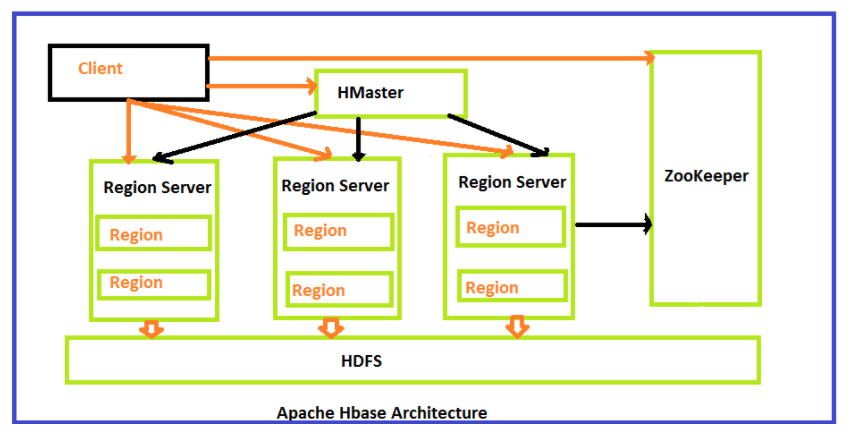 Client
HMaster
Region Server
Region
Region
Region Server
Region
Region
Region Server
Region
Region
ZooKeeper
HDFS
Apache Hbase Architecture